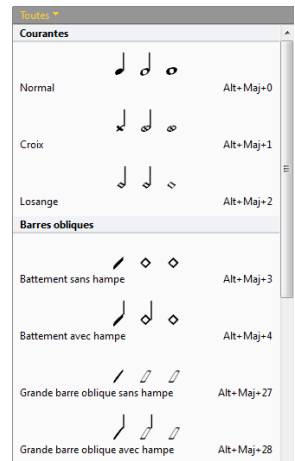 Toutes
Courantes
Normal Alt+Maj+0
Croix Alt+Maj+1
Losange Alt+Maj+2
Barres obliques
Battement sans hampe Alt+Maj+3
Battement avec hampe Alt+Maj+4
Grande barre oblique sans hampe Alt+Maj+27
Grande barre oblique avec hampe Alt+Maj+28